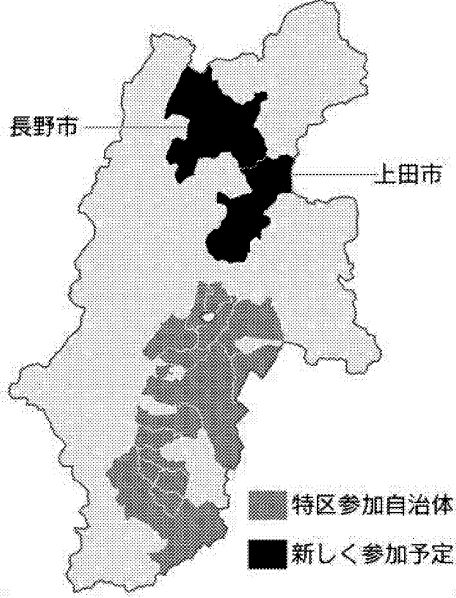 長野市
上田市
特区参加自治体
新しく参加予定